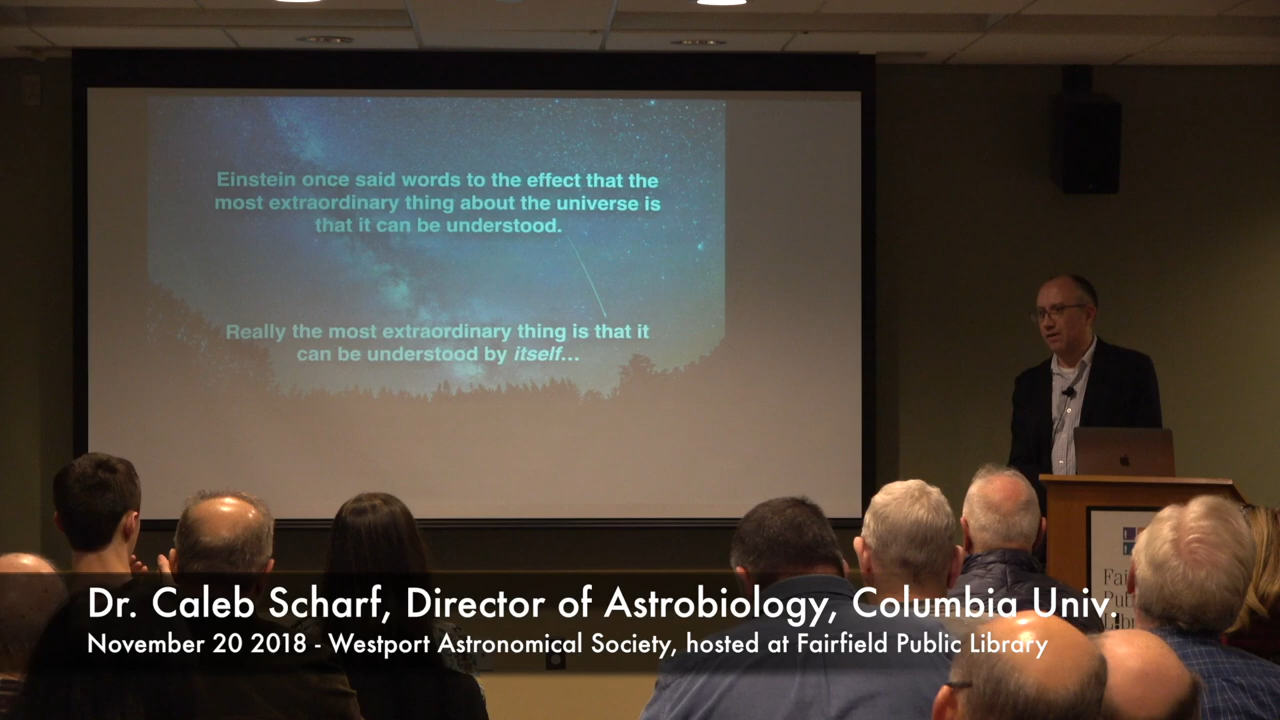 Einstein once said words to the effect that the
most extraordinary thing about the universe is
that it can be understood.
Really the most extraordinary thing is that it
can be understood by itself...
Dr. Caleb Scharf, Director of Astrobiology, Columbia Univ.
November 20 2018 - Westport Astronomical Society, hosted at Fairfield Public Library